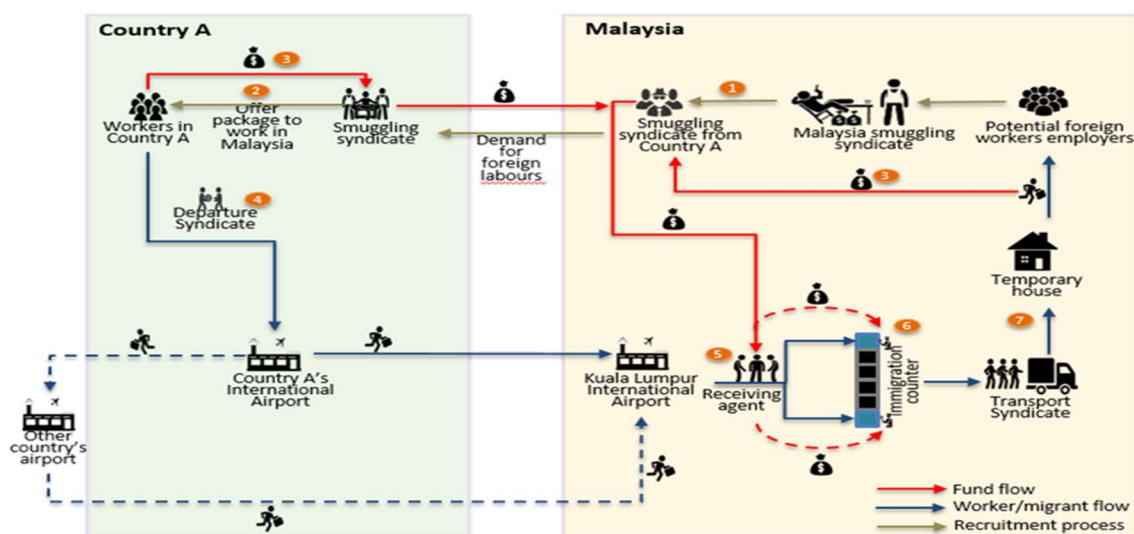 Country A
Malaysia
3
2
1
Offer
package to
work in
Malaysia
Workers in
Country A
Smuggling
syndicate
Demand
for
foreign
labours
Smuggling
syndicate from
Country A
Malaysia smuggling
syndicate
Potential foreign
workers employers
3
4
Departure
Syndicate
Temporary
house
7
6
5
Country A's
International
Airport
Kuala Lumpur
International
Airport
Receiving
agent
Immigration
counter
Transport
Syndicate
Other
country's
airport
Fund flow
Worker/migrant flow
Recruitment process